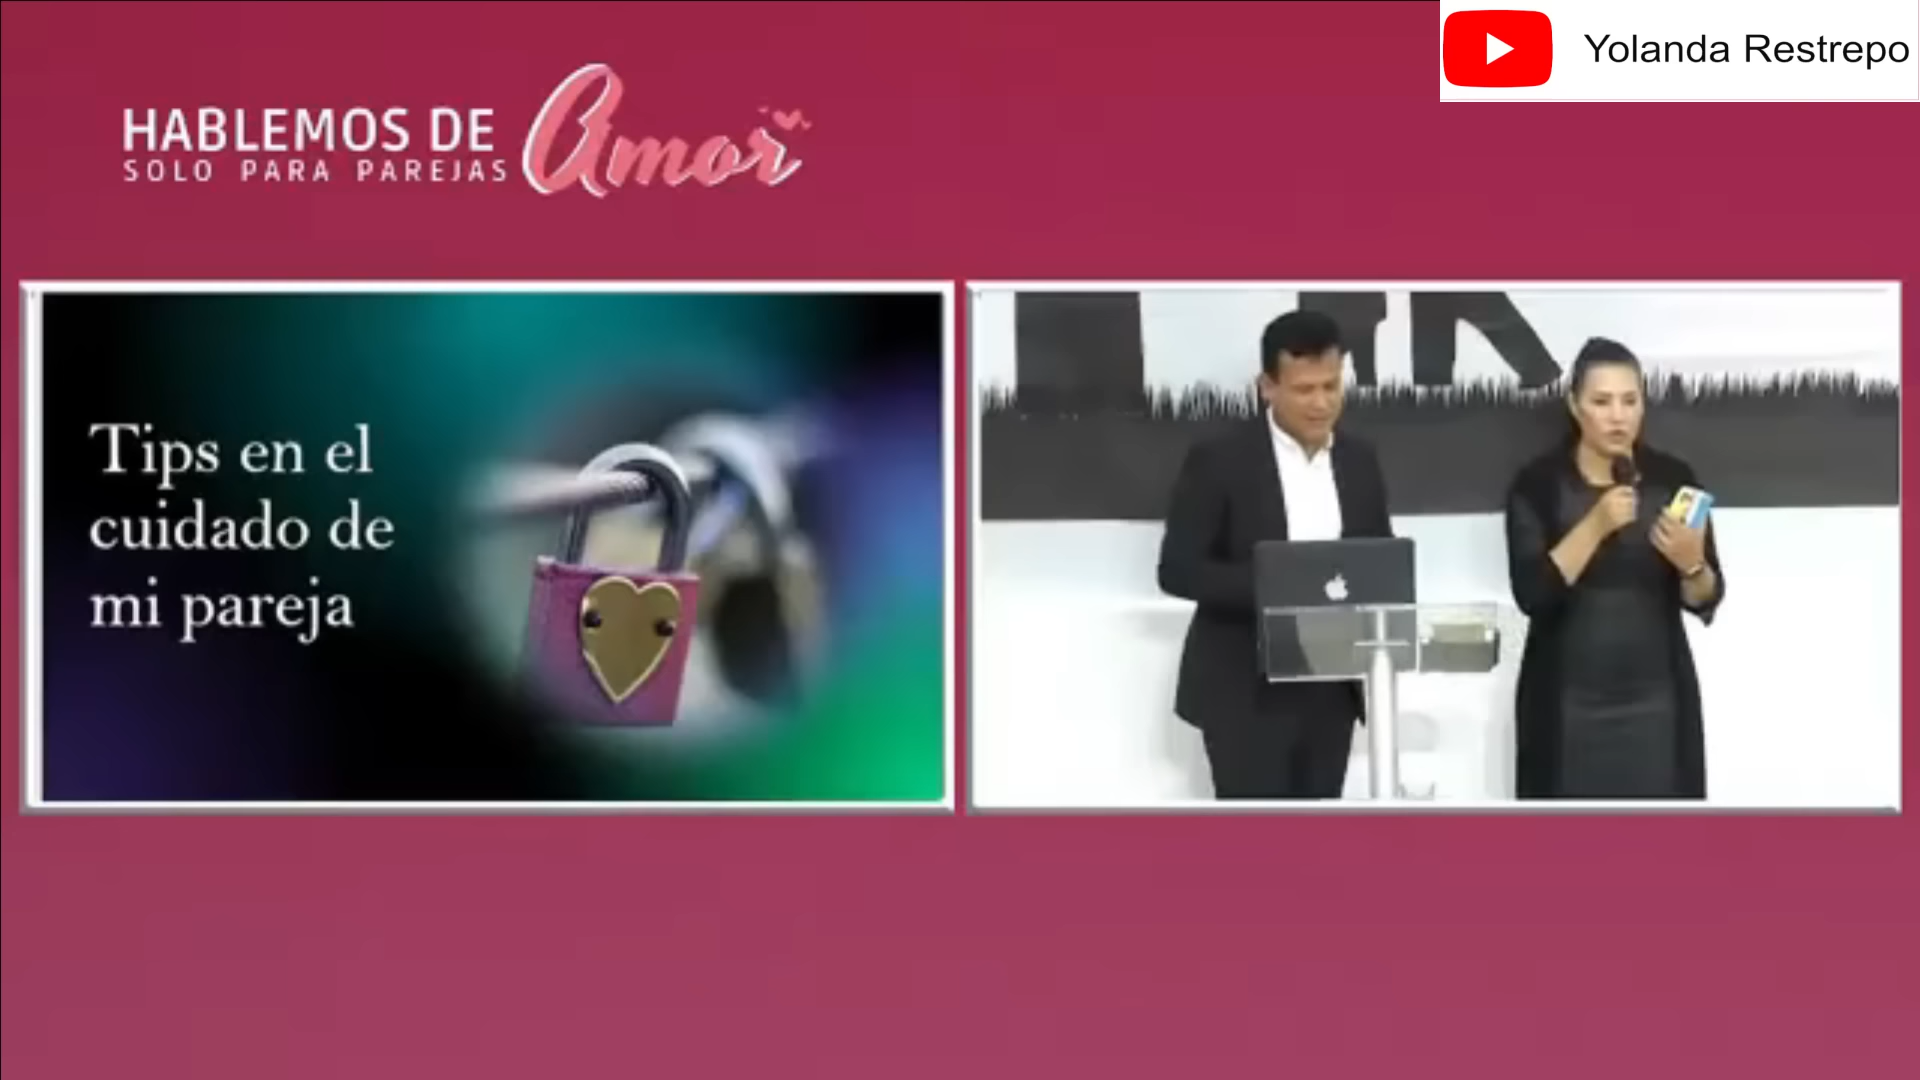 Yolanda Restrepo
HABLEMOS DE Amor
SOLO PARA PAREJAS
Tips en el
cuidado de
mi pareja